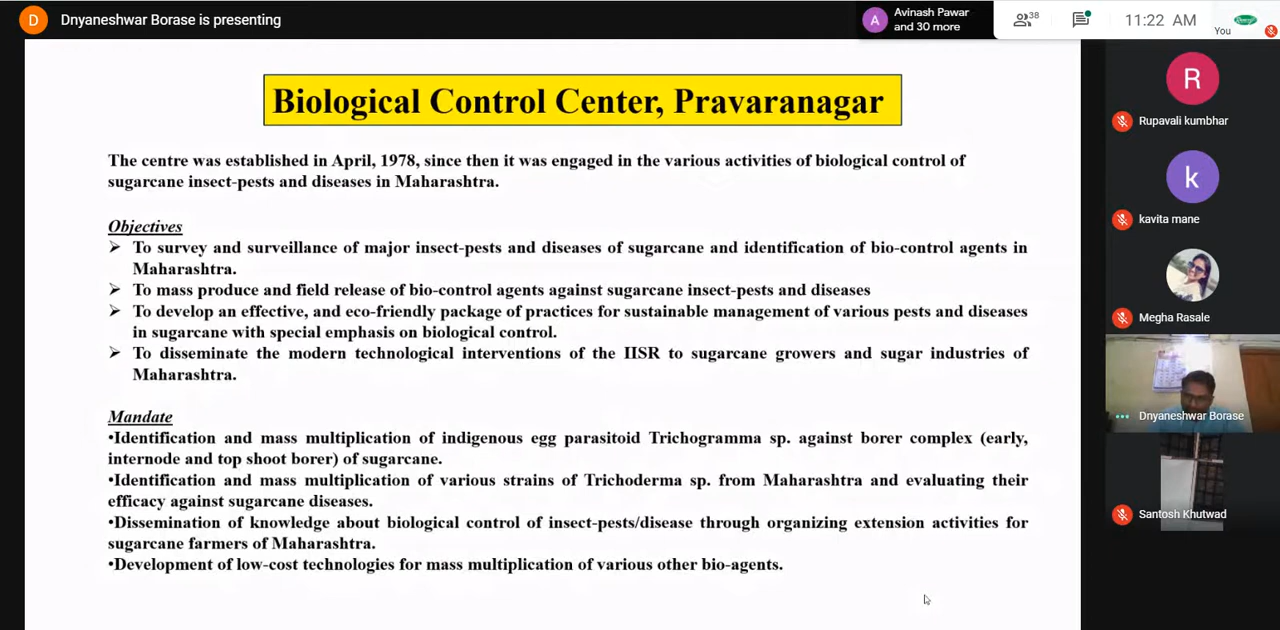 D Dnyaneshwar Borase is presenting
A Avinash Pawar
and 30 more
38
11:22 AM
You
Biological Control Center, Pravaranagar
The centre was established in April, 1978, since then it was engaged in the various activities of biological control of
sugarcane insect-pests and diseases in Maharashtra.
Objectives
➢ To survey and surveillance of major insect-pests and diseases of sugarcane and identification of bio-control agents in
Maharashtra.
➢ To mass produce and field release of bio-control agents against sugarcane insect-pests and diseases
➢ To develop an effective, and eco-friendly package of practices for sustainable management of various pests and diseases
in sugarcane with special emphasis on biological control.
➢ To disseminate the modern technological interventions of the IISR to sugarcane growers and sugar industries of
Maharashtra.
Mandate
•Identification and mass multiplication of indigenous egg parasitoid Trichogramma sp. against borer complex (early,
internode and top shoot borer) of sugarcane.
•Identification and mass multiplication of various strains of Trichoderma sp. from Maharashtra and evaluating their
efficacy against sugarcane diseases.
•Dissemination of knowledge about biological control of insect-pests/disease through organizing extension activities for
sugarcane farmers of Maharashtra.
•Development of low-cost technologies for mass multiplication of various other bio-agents.
R
Rupavali kumbhar
k
kavita mane
Megha Rasale
Dnyaneshwar Borase
Santosh Khutwad